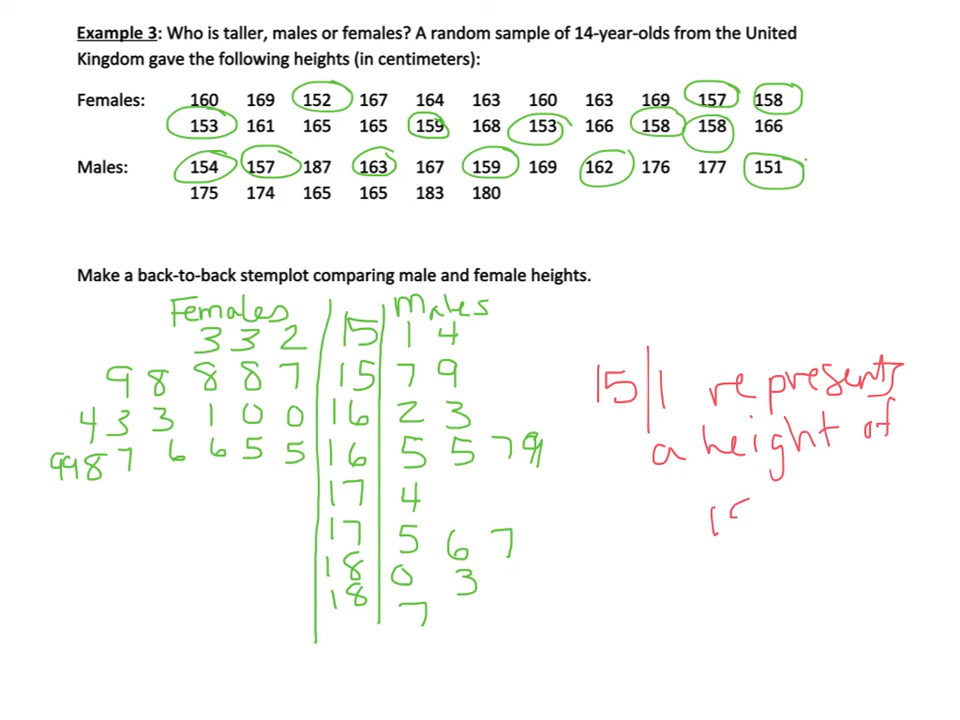 Example 3: Who is taller, males or females? A random sample of 14-year-olds from the United
Kingdom gave the following heights (in centimeters):
Females: 160 169 152 167 164 163 160 163 169 157 158
153 161 165 165 159 168 153 166 158 158 166
Males: 154 157 187 163 167 159 169 162 176 177 151
175 174 165 165 183 180
Make a back-to-back stemplot comparing male and female heights.
Females Males
3 3 2 | 15 | 1 4
9 8 8 8 7 | 15 | 7 9
4 3 3 1 0 0 | 16 | 2 3
9 9 8 7 6 6 5 5 | 16 | 5 5 7 9
17 | 4
17 | 5 6 7
18 | 0 3
18 | 7
15 | 1 represents
a height of
15